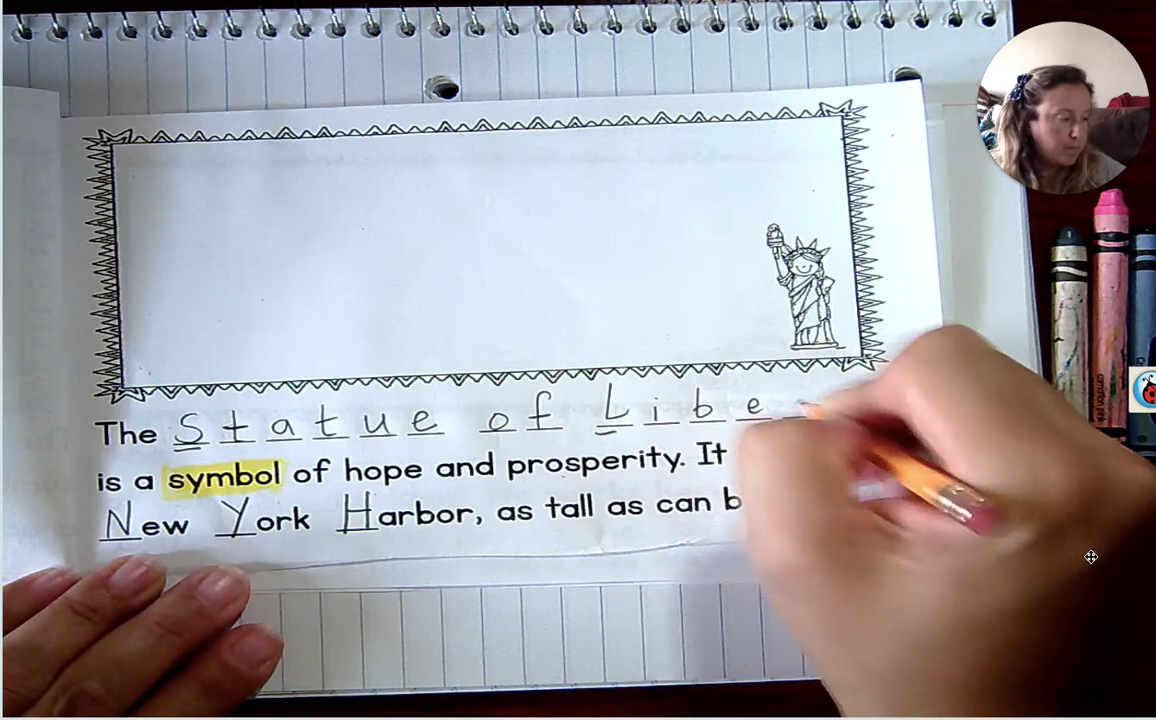 The Statue of Libe
is a symbol of hope and prosperity. It
New York Harbor, as tall as can b